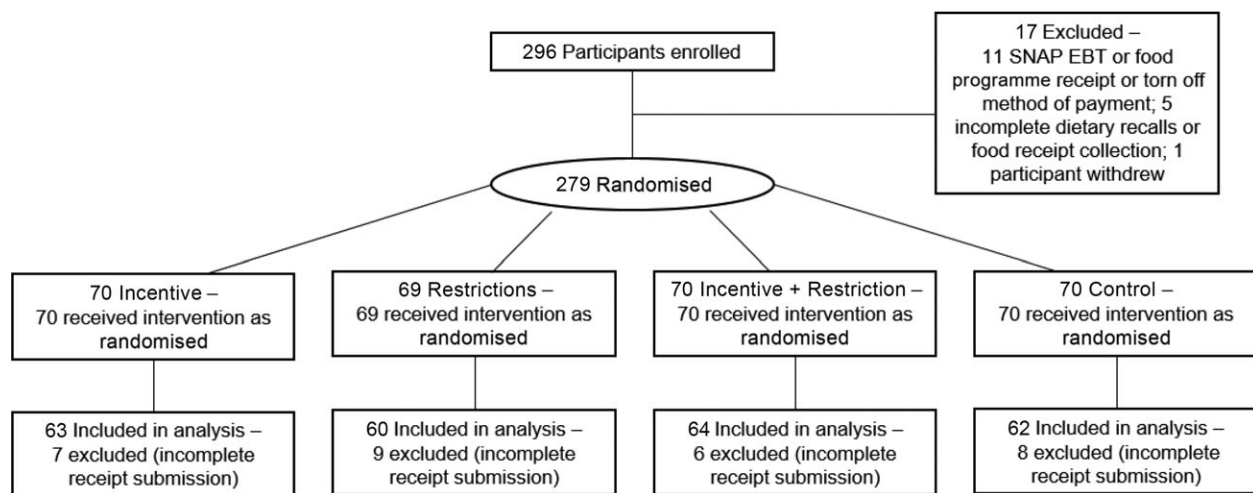 296 Participants enrolled
17 Excluded –
11 SNAP EBT or food
programme receipt or torn off
method of payment; 5
incomplete dietary recalls or
food receipt collection; 1
participant withdrew
279 Randomised
70 Incentive –
70 received intervention as
randomised
69 Restrictions –
69 received intervention as
randomised
70 Incentive + Restriction –
70 received intervention as
randomised
70 Control –
70 received intervention as
randomised
63 Included in analysis –
7 excluded (incomplete
receipt submission)
60 Included in analysis –
9 excluded (incomplete
receipt submission)
64 Included in analysis –
6 excluded (incomplete
receipt submission)
62 Included in analysis –
8 excluded (incomplete
receipt submission)